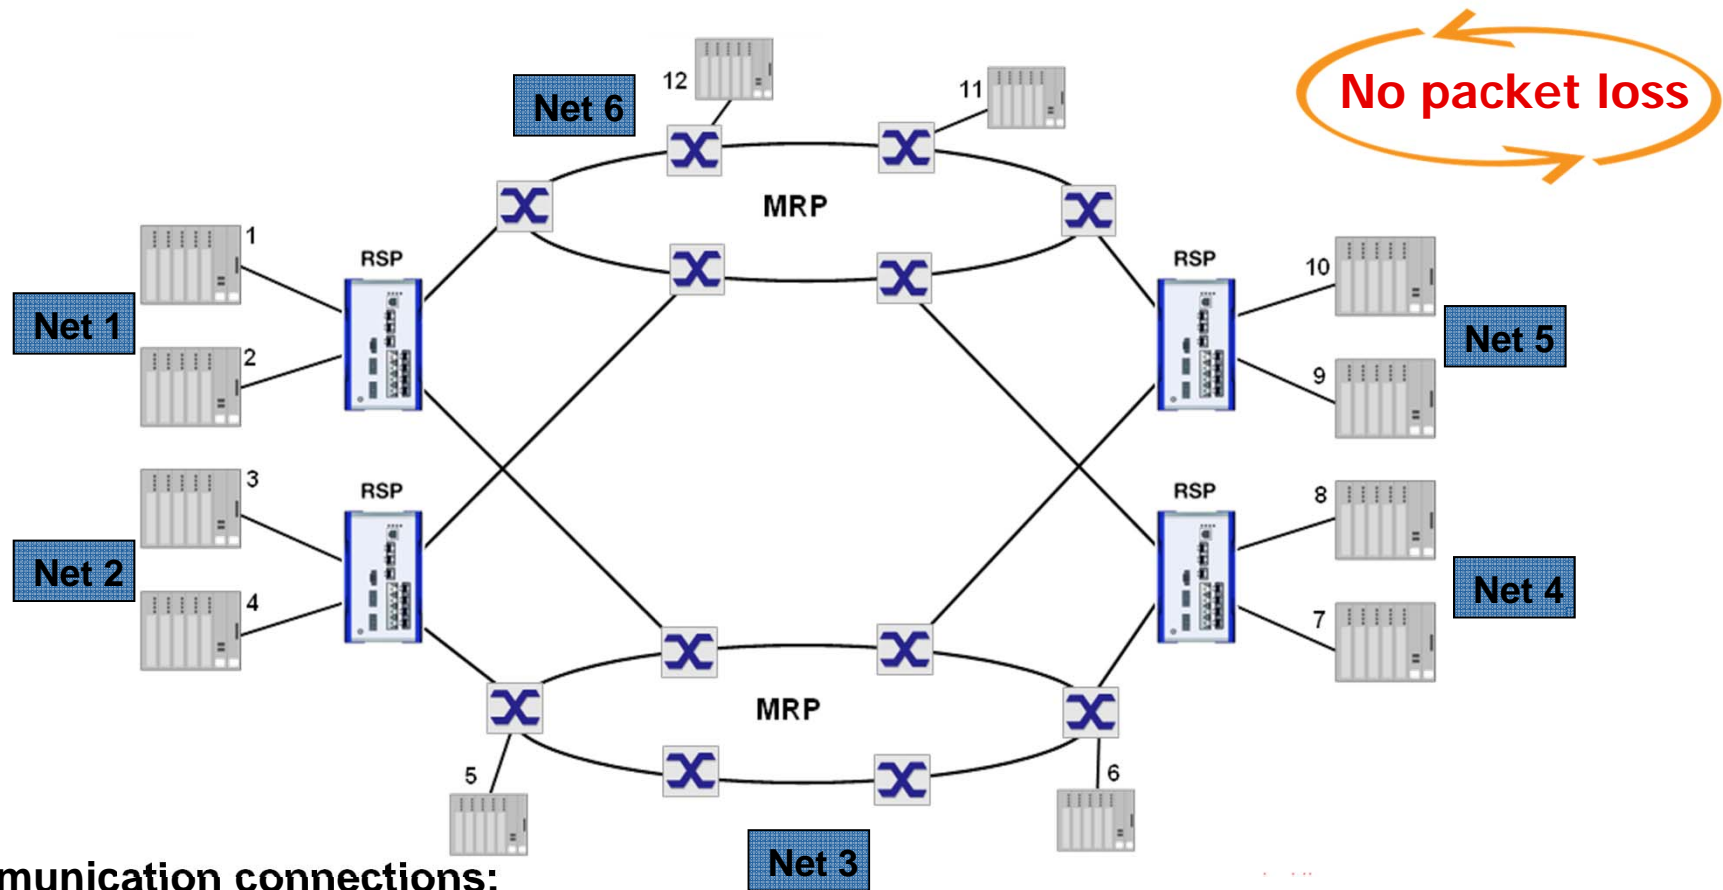 No packet loss
12
11
Net 6
MRP
1
RSP
RSP
10
Net 1
Net 5
2
9
3
RSP
RSP
8
Net 2
Net 4
4
7
MRP
5
6
Net 3
munication connections: